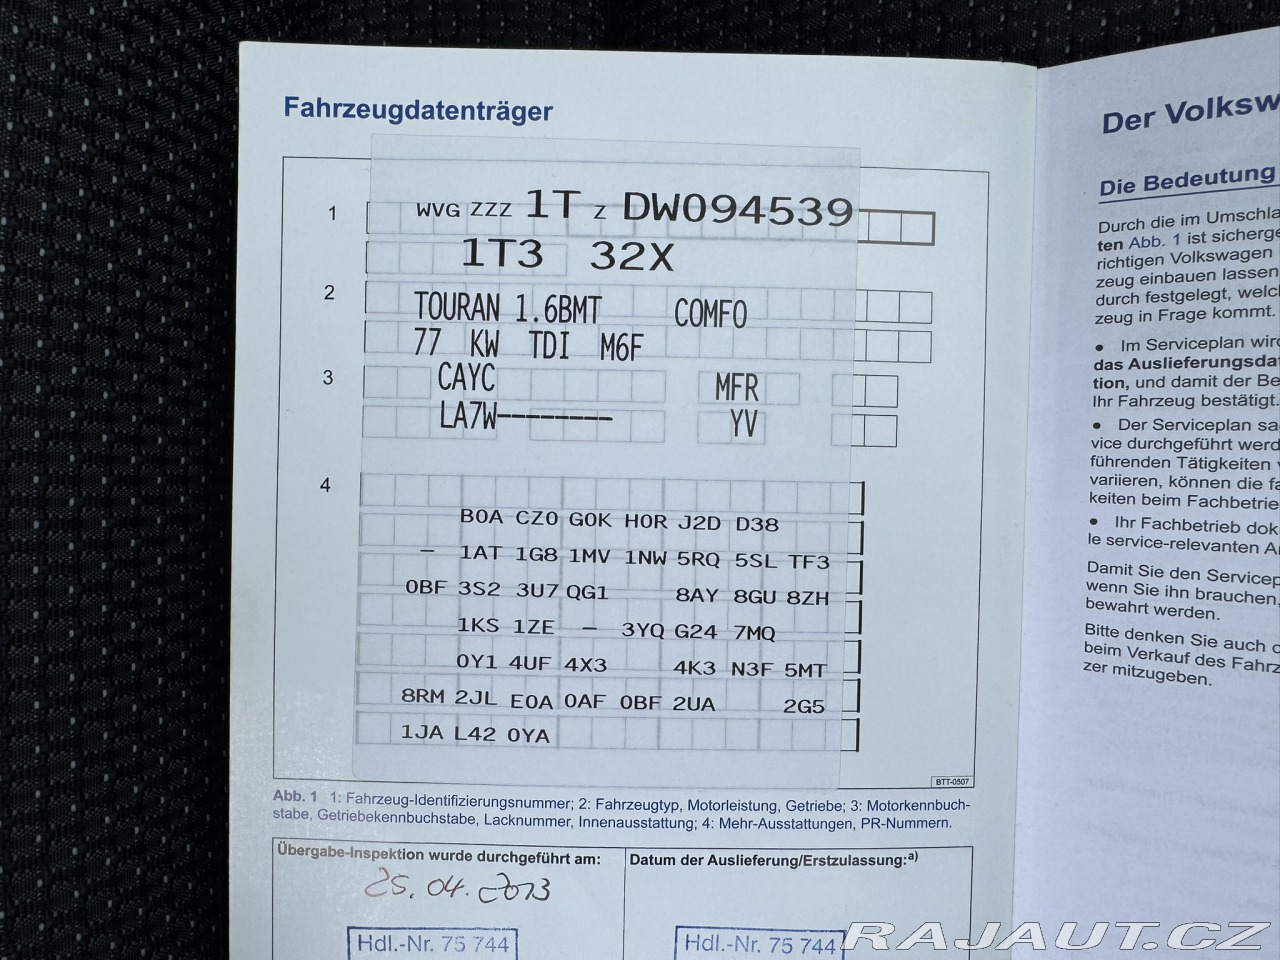 Fahrzeugdatenträger
1 WVG ZZZ 1T Z DW094539
1T3 32X
2 TOURAN 1.6BMT COMFO
77 KW TDI M6F
3 CAYC MFR
LA7W-------- YV
4
B0A CZ0 G0K H0R J2D D38
- 1AT 1G8 1MV 1NW 5RQ 5SL TF3
0BF 3S2 3U7 QG1 8AY 8GU 8ZH
1KS 1ZE - 3YQ G24 7MQ
0Y1 4UF 4X3 4K3 N3F 5MT
8RM 2JL E0A 0AF 0BF 2UA 2G5
1JA L42 0YA
BTT-0507
Abb. 1 1: Fahrzeug-Identifizierungsnummer; 2: Fahrzeugtyp, Motorleistung, Getriebe; 3: Motorkennbuch-
stabe, Getriebekennbuchstabe, Lacknummer, Innenausstattung; 4: Mehr-Ausstattungen, PR-Nummern.
Übergabe-Inspektion wurde durchgeführt am:
25.04.2013
Hdl.-Nr. 75 744
Datum der Auslieferung/Erstzulassung:a)
Hdl.-Nr. 75 744
Der Volksw
Die Bedeutung
Durch die im Umschla
ten Abb. 1 ist sicherge
richtigen Volkswagen
zeug einbauen lassen
durch festgelegt, welch
zeug in Frage kommt.
● Im Serviceplan wird
das Auslieferungsda
tion, und damit der Be
Ihr Fahrzeug bestätigt.
● Der Serviceplan sa
vice durchgeführt werd
führenden Tätigkeiten v
variieren, können die fa
keiten beim Fachbetrie
● Ihr Fachbetrieb dok
le service-relevanten A
Damit Sie den Servicep
wenn Sie ihn brauchen,
bewahrt werden.
Bitte denken Sie auch d
beim Verkauf des Fahrz
zer mitzugeben.
RAJAUT.CZ